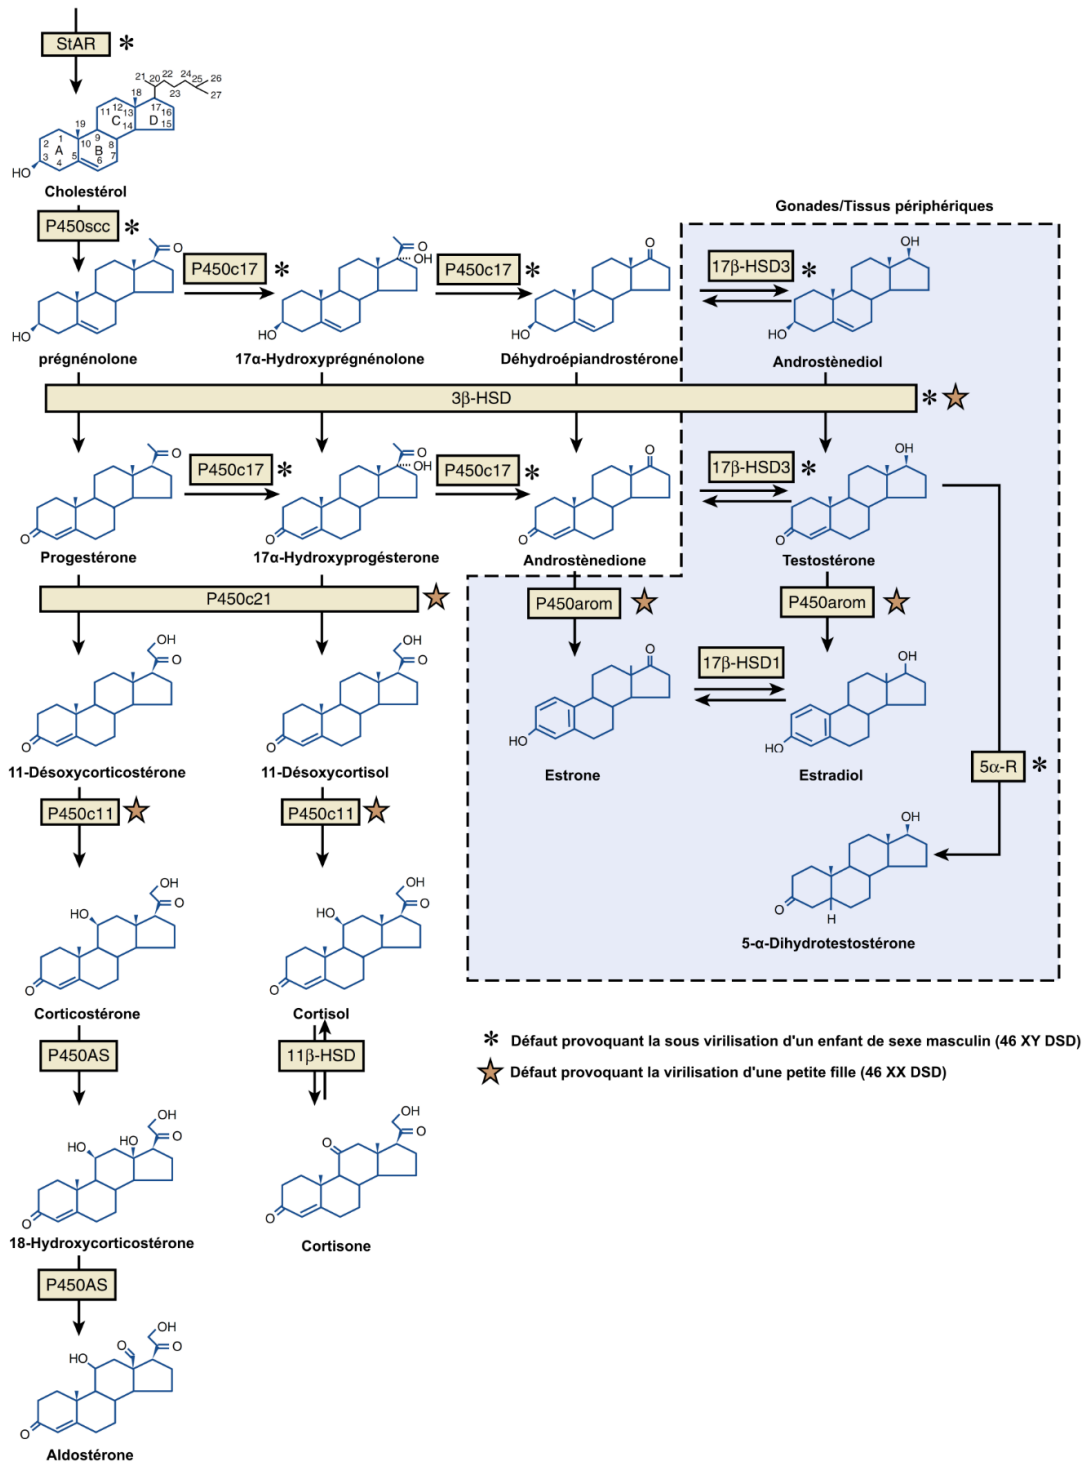 StAR *
21 20 22 24 25 26
23 27
18
12 17
11 13 16
C D
19 14 15
9
1 8
2 10
A B
5 7
3 4 6
HO
Cholestérol
P450scc *
Gonades/Tissus périphériques
O
P450c17 *
O
OH
P450c17 *
O
17β-HSD3 *
OH
HO
HO
HO
HO
prégnénolone
17α-Hydroxyprégnénolone
Déhydroépiandrostérone
Androstènediol
3β-HSD *
O
P450c17 *
O
OH
P450c17 *
O
17β-HSD3 *
OH
O
O
O
O
Progestérone
17α-Hydroxyprogésterone
Androstènedione
Testostérone
P450c21
P450arom
P450arom
OH
O
OH
O
O
17β-HSD1
OH
O
O
HO
HO
11-Désoxycorticostérone
11-Désoxycortisol
Estrone
Estradiol
5α-R *
P450c11
P450c11
OH
O
H
5-α-Dihydrotestostérone
OH
O
HO
O
OH
O
HO
O
Corticostérone
Cortisol
P450AS
11β-HSD
* Défaut provoquant la sous virilisation d'un enfant de sexe masculin (46 XY DSD)
Défaut provoquant la virilisation d'une petite fille (46 XX DSD)
OH
O
HO
HO
O
OH
O
O
O
18-Hydroxycorticostérone
Cortisone
P450AS
OH
O
O
HO
O
Aldostérone